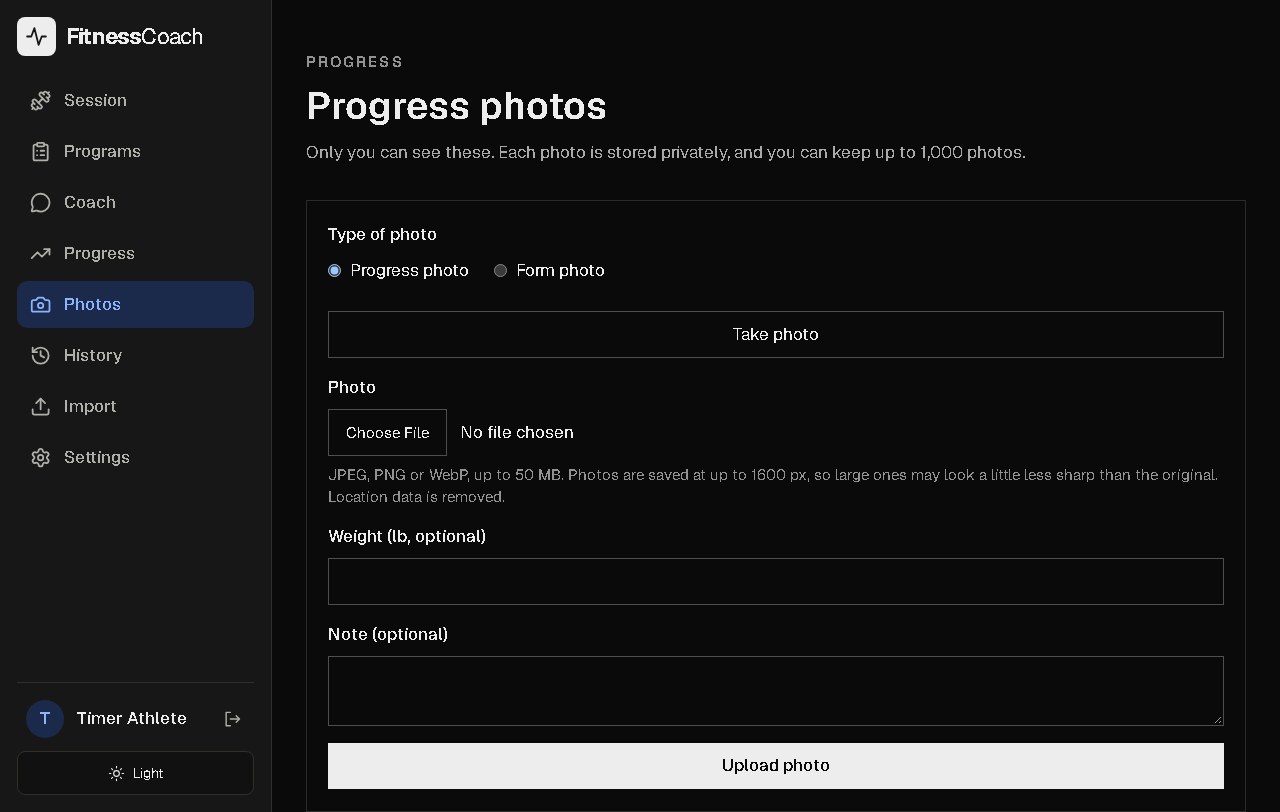 FitnessCoach
Session
Programs
Coach
Progress
Photos
History
Import
Settings
T
Timer Athlete
Light
PROGRESS
Progress photos
Only you can see these. Each photo is stored privately, and you can keep up to 1,000 photos.
Type of photo
Progress photo
Form photo
Take photo
Photo
Choose File
No file chosen
JPEG, PNG or WebP, up to 50 MB. Photos are saved at up to 1600 px, so large ones may look a little less sharp than the original.
Location data is removed.
Weight (lb, optional)
Note (optional)
Upload photo